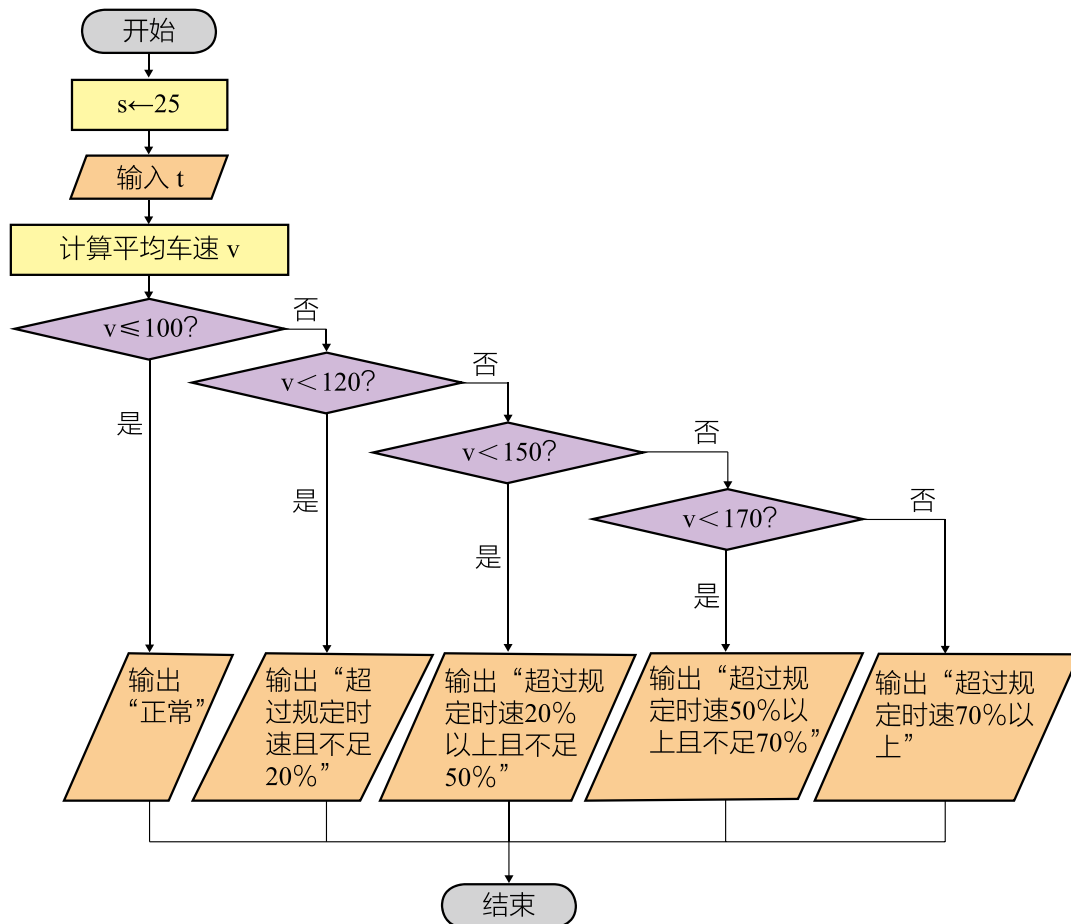 开始
s←25
输入 t
计算平均车速 v
v≤100?
否
是
v＜120?
否
是
v＜150?
否
是
v＜170?
否
是
输出
“正常”
输出“超
过规定时
速且不足
20%”
输出“超过规
定时速20%
以上且不足
50%”
输出“超过规
定时速50%以
上且不足70%”
输出“超过规
定时速70%以
上”
结束